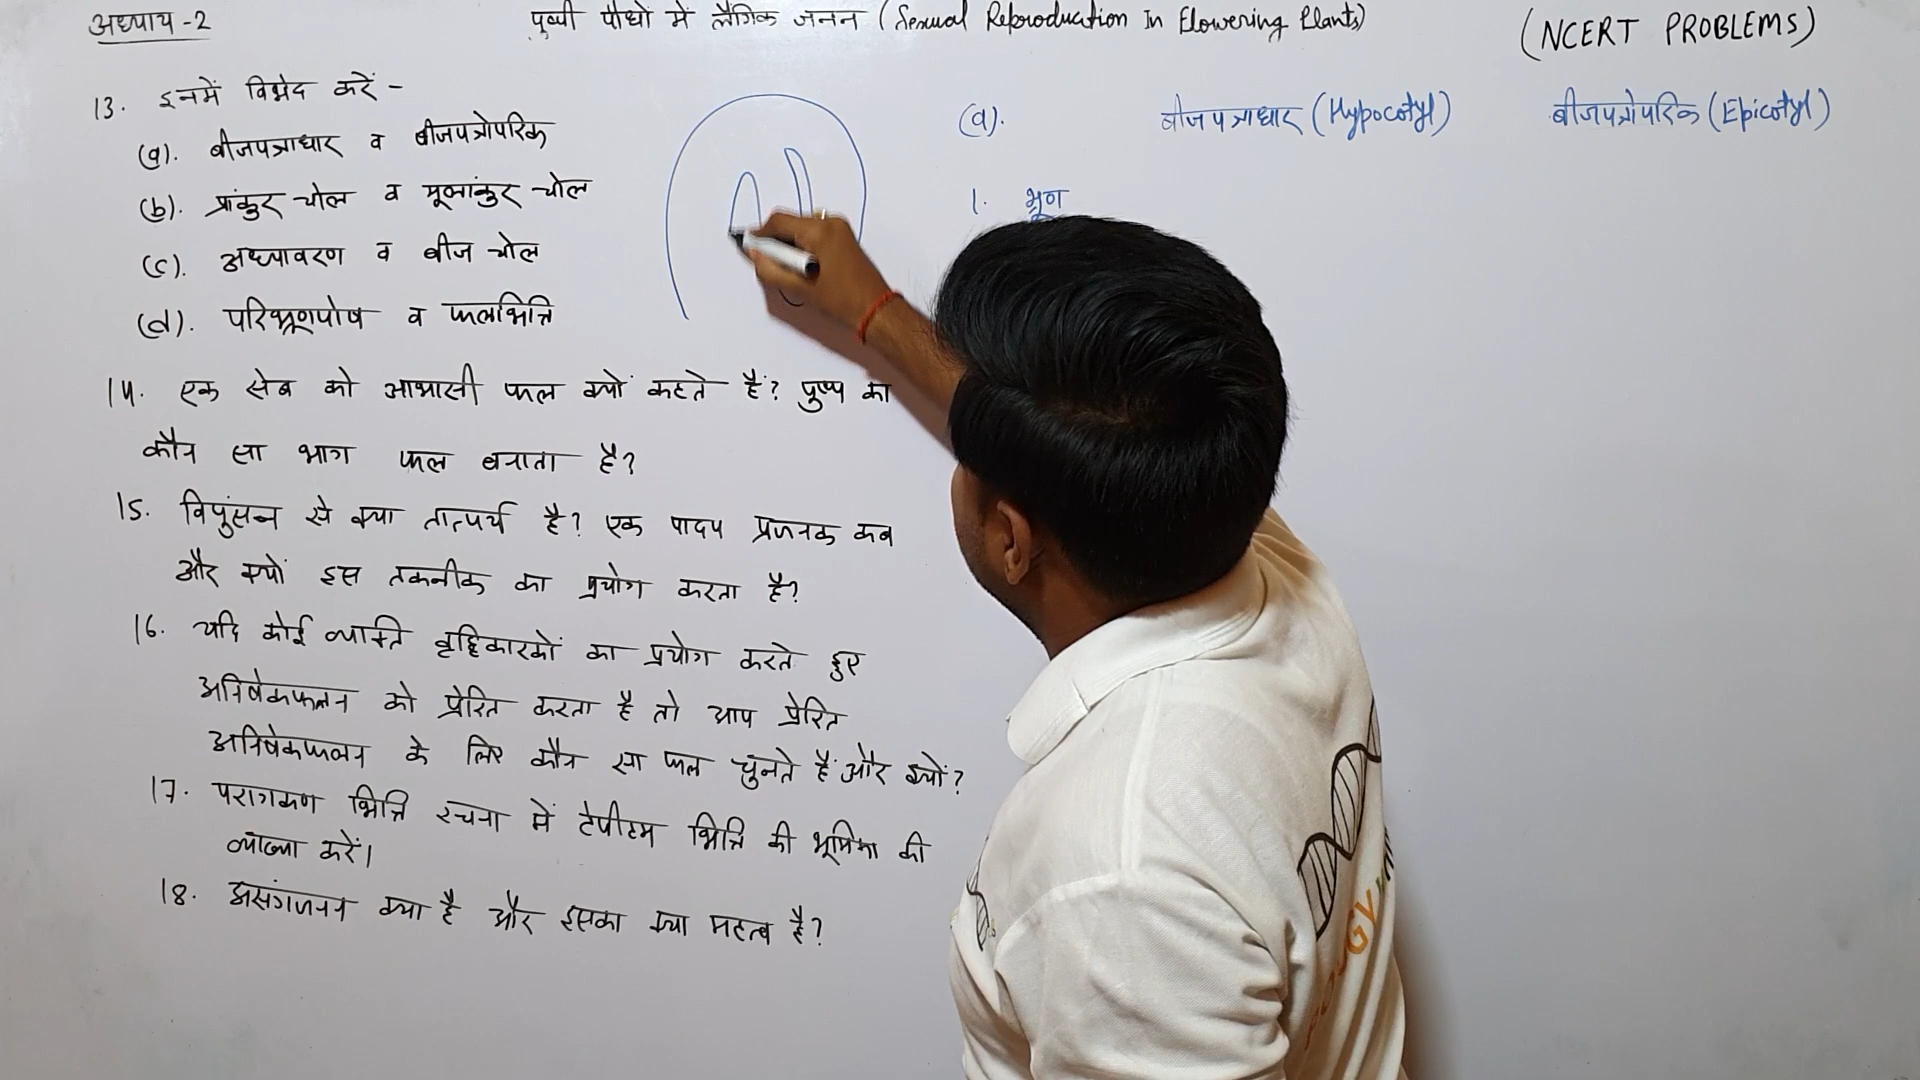 अध्याय-2
पुष्पी पौधों में लैंगिक जनन (Sexual Reproduction In Flowering Plants)
(NCERT PROBLEMS)
13. इनमें विभेद करें -
(a). बीजपत्राधार व बीजपत्रोपरिक
(b). प्रांकुर चोल व मूलांकुर चोल
(c). अध्यावरण व बीज चोल
(d). परिभ्रूणपोष व फलभित्ति
14. एक सेब को आभासी फल क्यों कहते हैं? पुष्प का
कौन सा भाग फल बनाता है?
15. विपुंसन से क्या तात्पर्य है? एक पादप प्रजनक कब
और क्यों इस तकनीक का प्रयोग करता है?
16. यदि कोई व्यक्ति वृद्धिकारकों का प्रयोग करते हुए
अनिषेकफलन को प्रेरित करता है तो आप प्रेरित
अनिषेकफलन के लिए कौन सा फल चुनते हैं और क्यों?
17. परागकण भित्ति रचना में टेपीटम भित्ति की भूमिका की
व्याख्या करें।
18. असंगजनन क्या है और इसका क्या महत्व है?
(a). बीजपत्राधार (Hypocotyl) बीजपत्रोपरिक (Epicotyl)
1. भ्रूण